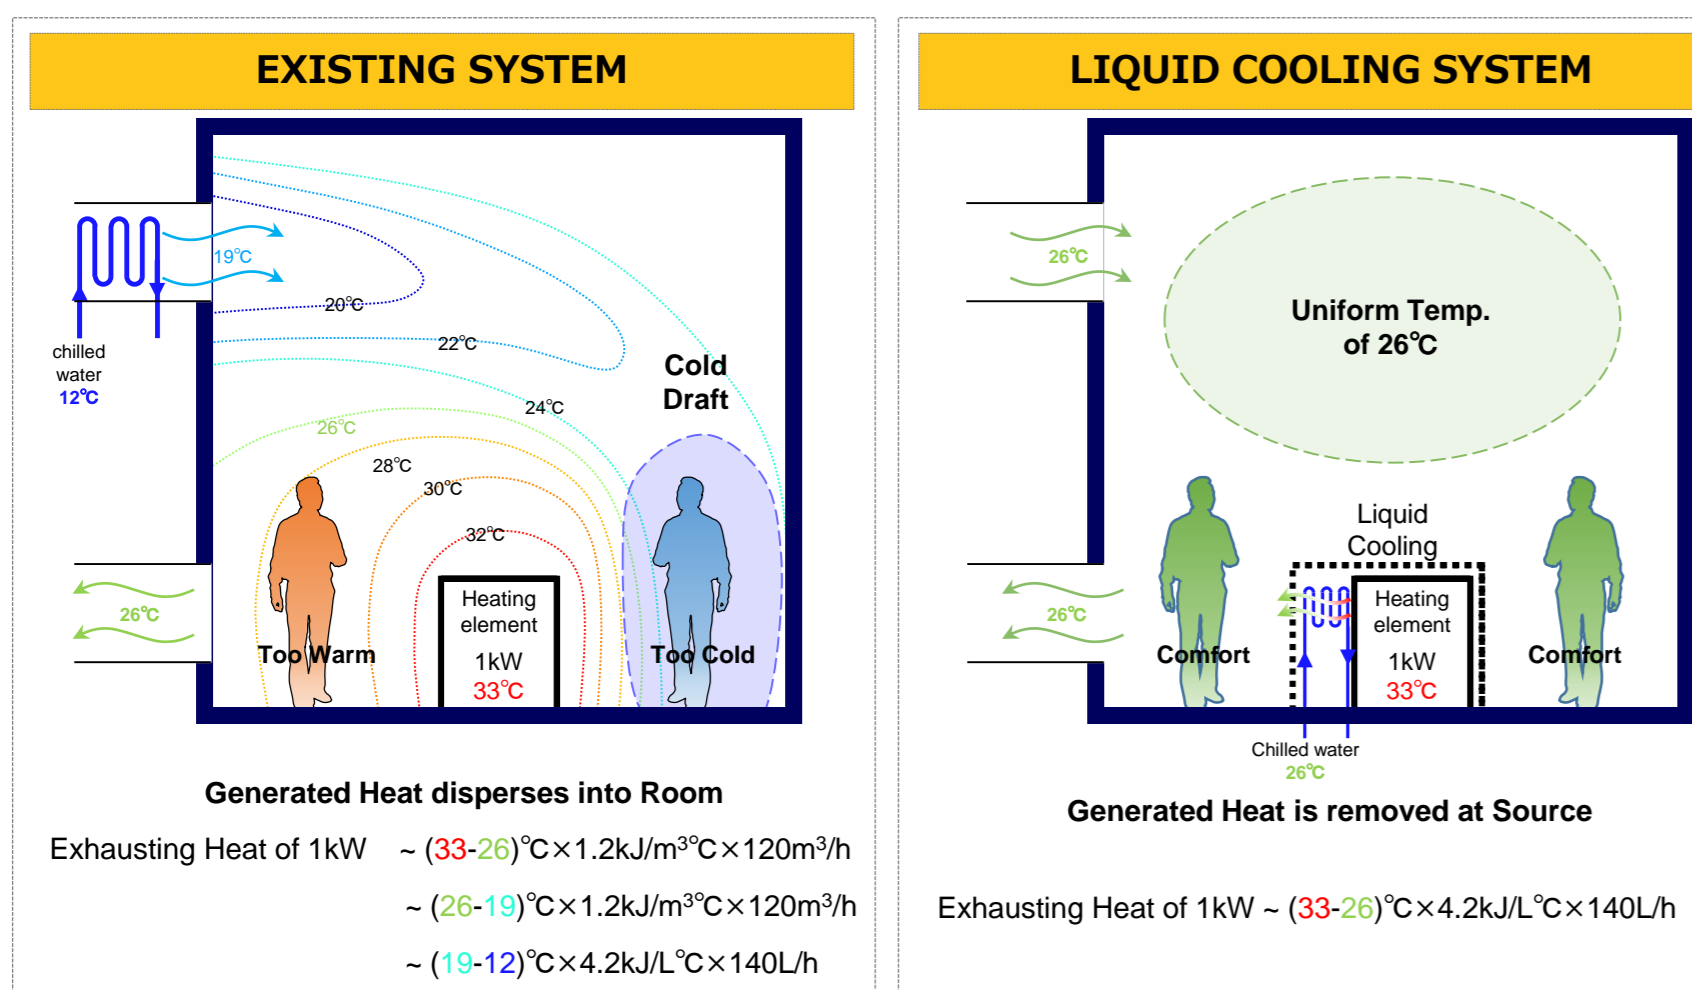 EXISTING SYSTEM
19℃
20℃
22℃
chilled
water
12℃
Cold
Draft
24℃
26℃
28℃
30℃
32℃
26℃
Heating
element
1kW
33℃
Too Warm
Too Cold
Generated Heat disperses into Room
Exhausting Heat of 1kW ~ (33-26)℃×1.2kJ/m³℃×120m³/h
~ (26-19)℃×1.2kJ/m³℃×120m³/h
~ (19-12)℃×4.2kJ/L℃×140L/h
LIQUID COOLING SYSTEM
26℃
Uniform Temp.
of 26℃
Liquid
Cooling
26℃
Heating
element
1kW
33℃
Comfort
Comfort
Chilled water
26℃
Generated Heat is removed at Source
Exhausting Heat of 1kW ~ (33-26)℃×4.2kJ/L℃×140L/h